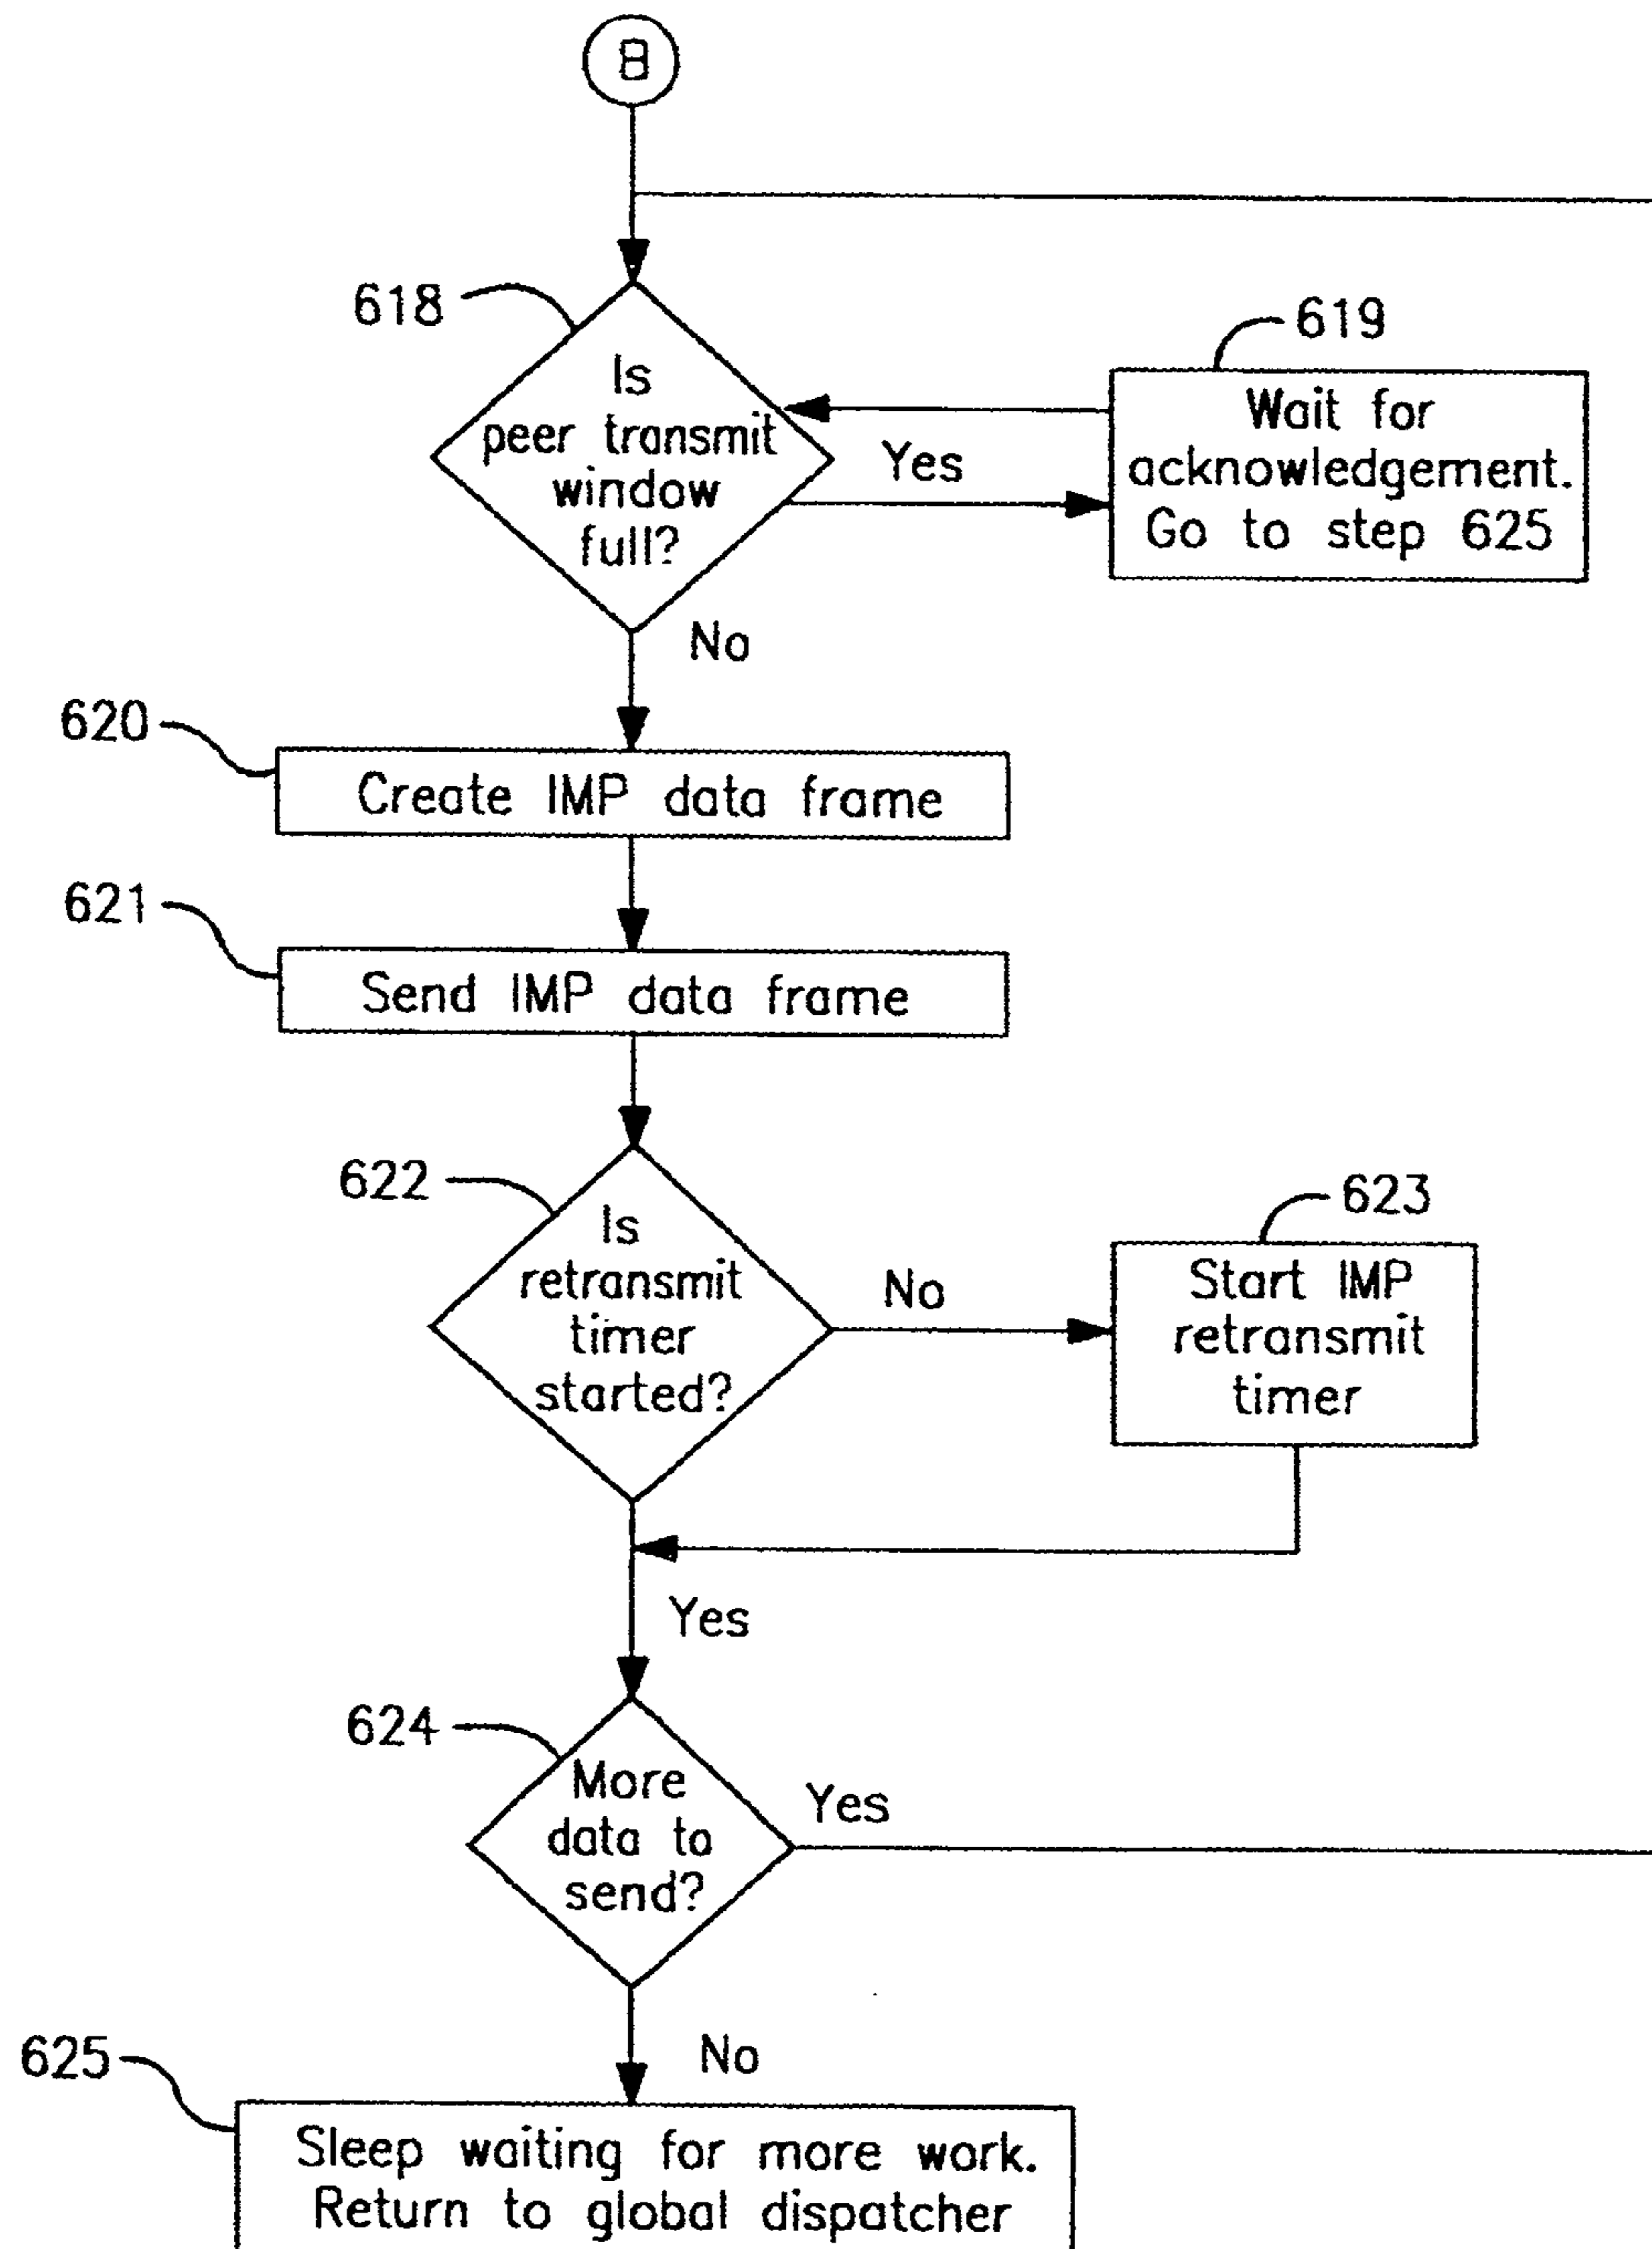 B
618
Is
peer transmit
window
full?
Yes
619
Wait for
acknowledgement.
Go to step 625
No
620
Create IMP data frame
621
Send IMP data frame
622
Is
retransmit
timer
started?
No
623
Start IMP
retransmit
timer
Yes
624
More
data to
send?
Yes
No
625
Sleep waiting for more work.
Return to global dispatcher